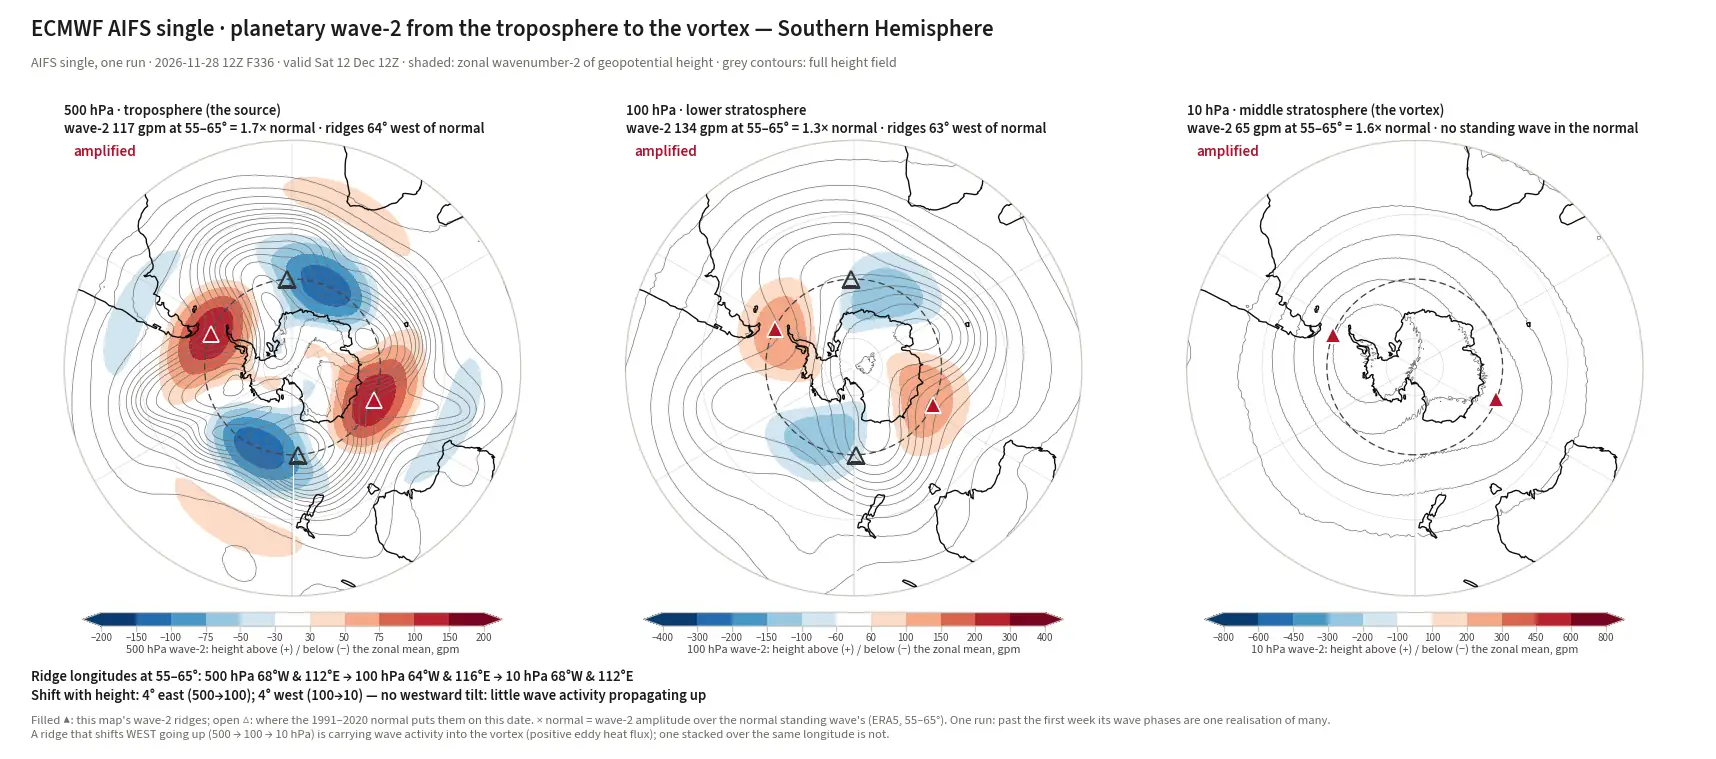 ECMWF AIFS single · planetary wave-2 from the troposphere to the vortex — Southern Hemisphere
AIFS single, one run · 2026-11-28 12Z F336 · valid Sat 12 Dec 12Z · shaded: zonal wavenumber-2 of geopotential height · grey contours: full height field
500 hPa · troposphere (the source)
wave-2 117 gpm at 55–65° = 1.7× normal · ridges 64° west of normal
amplified
100 hPa · lower stratosphere
wave-2 134 gpm at 55–65° = 1.3× normal · ridges 63° west of normal
amplified
10 hPa · middle stratosphere (the vortex)
wave-2 65 gpm at 55–65° = 1.6× normal · no standing wave in the normal
amplified
−200 −150 −100 −75 −50 −30 30 50 75 100 150 200
500 hPa wave-2: height above (+) / below (−) the zonal mean, gpm
−400 −300 −200 −150 −100 −60 60 100 150 200 300 400
100 hPa wave-2: height above (+) / below (−) the zonal mean, gpm
−800 −600 −450 −300 −200 −100 100 200 300 450 600 800
10 hPa wave-2: height above (+) / below (−) the zonal mean, gpm
Ridge longitudes at 55–65°: 500 hPa 68°W & 112°E → 100 hPa 64°W & 116°E → 10 hPa 68°W & 112°E
Shift with height: 4° east (500→100); 4° west (100→10) — no westward tilt: little wave activity propagating up
Filled ▲: this map's wave-2 ridges; open △: where the 1991–2020 normal puts them on this date. × normal = wave-2 amplitude over the normal standing wave's (ERA5, 55–65°). One run: past the first week its wave phases are one realisation of many.
A ridge that shifts WEST going up (500 → 100 → 10 hPa) is carrying wave activity into the vortex (positive eddy heat flux); one stacked over the same longitude is not.